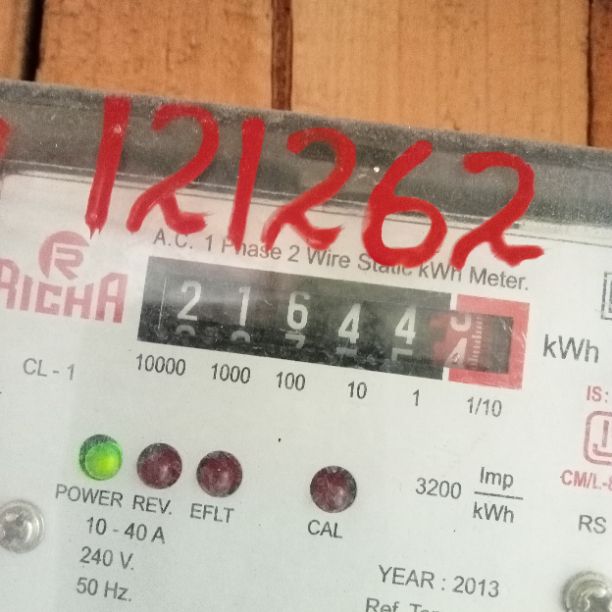 121262
A.C. 1 Phase 2 Wire Static kWh Meter.
RICHA
2 1 6 4 4
kWh
CL - 1
10000 1000 100 10 1 1/10
IS:
CM/L-
3200 Imp/kWh
POWER REV. EFLT CAL
RS
10 - 40 A
240 V.
50 Hz.
YEAR : 2013
Ref.